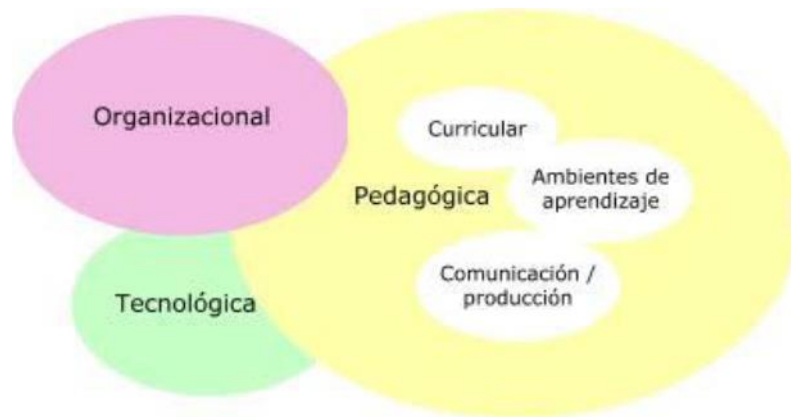 Organizacional
Curricular
Pedagógica
Ambientes de
aprendizaje
Comunicación /
producción
Tecnológica